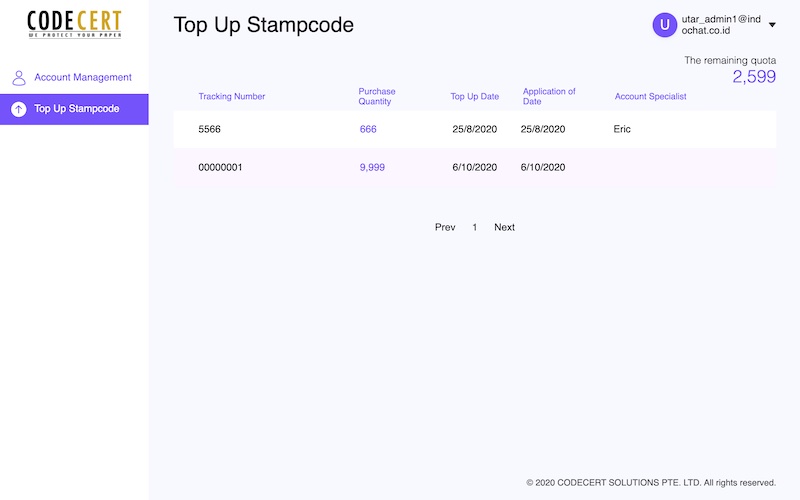 CODECERT
WE PROTECT YOUR PAPER
Account Management
Top Up Stampcode
Top Up Stampcode
U
utar_admin1@ind
ochat.co.id
The remaining quota
2,599
Tracking Number
Purchase
Quantity
Top Up Date
Application of
Date
Account Specialist
5566
666
25/8/2020
25/8/2020
Eric
00000001
9,999
6/10/2020
6/10/2020
Prev
1
Next
© 2020 CODECERT SOLUTIONS PTE. LTD. All rights reserved.